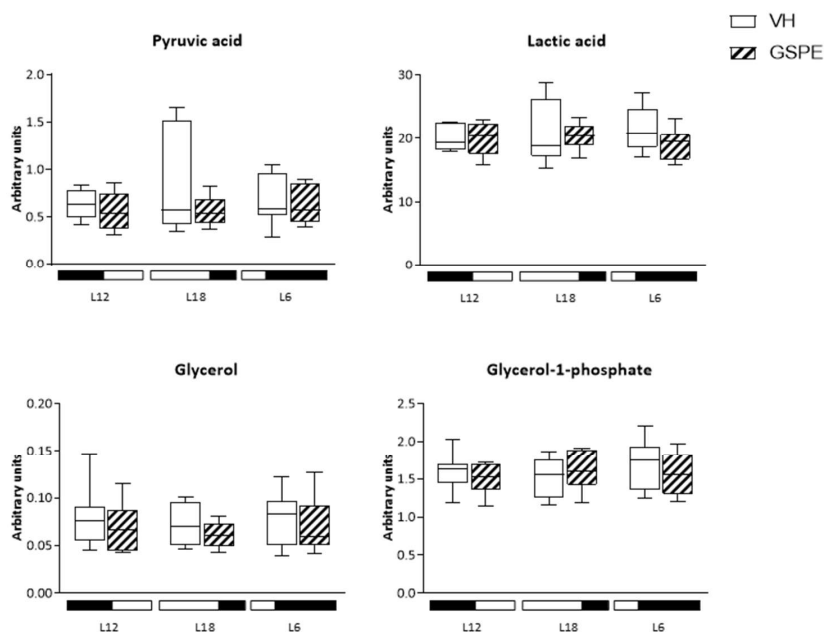 VH
GSPE
Pyruvic acid
Arbitrary units
2.0
1.5
1.0
0.5
0.0
L12 L18 L6
Lactic acid
Arbitrary units
30
20
10
0
L12 L18 L6
Glycerol
Arbitrary units
0.20
0.15
0.10
0.05
0.00
L12 L18 L6
Glycerol-1-phosphate
Arbitrary units
2.5
2.0
1.5
1.0
0.5
0.0
L12 L18 L6